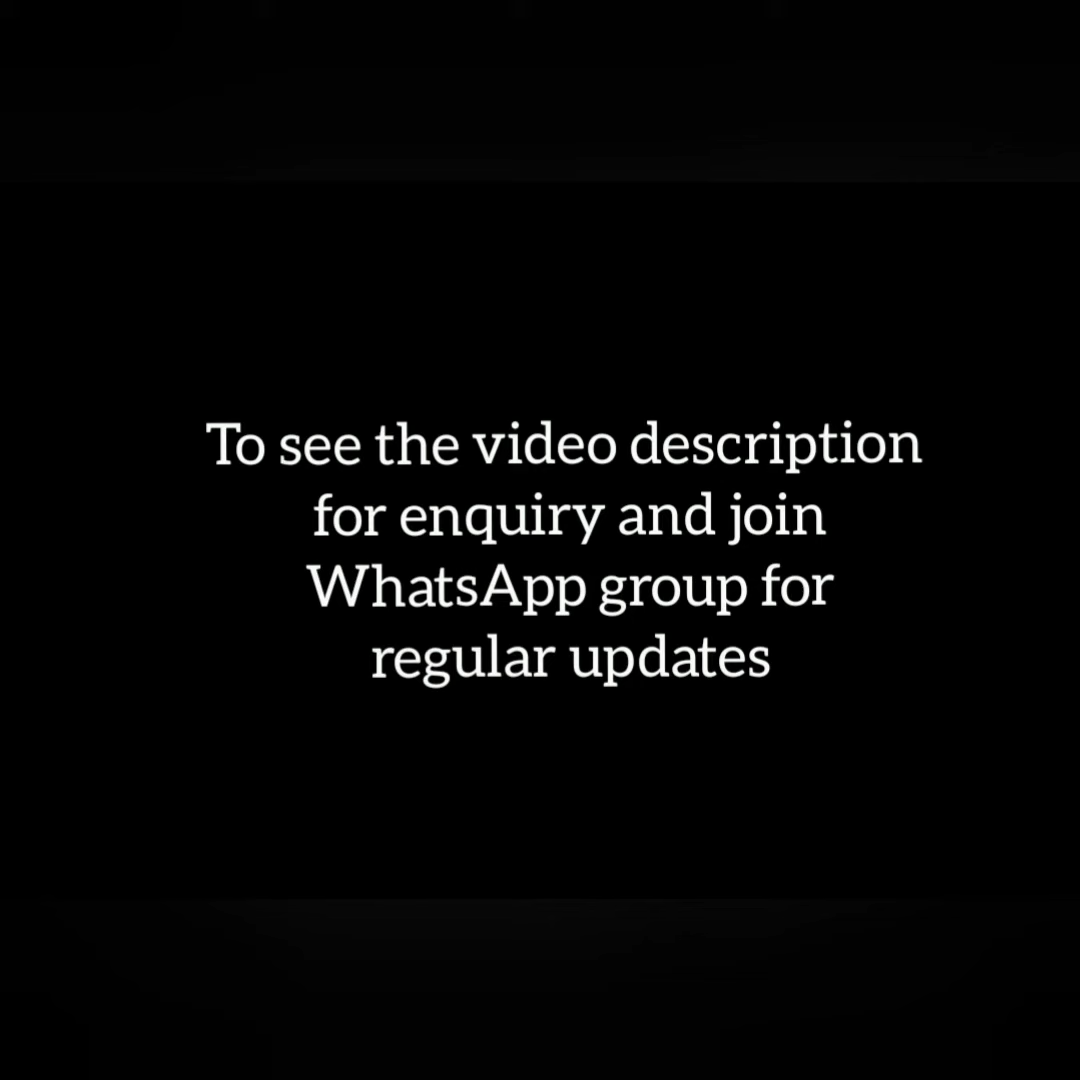 To see the video description
for enquiry and join
WhatsApp group for
regular updates